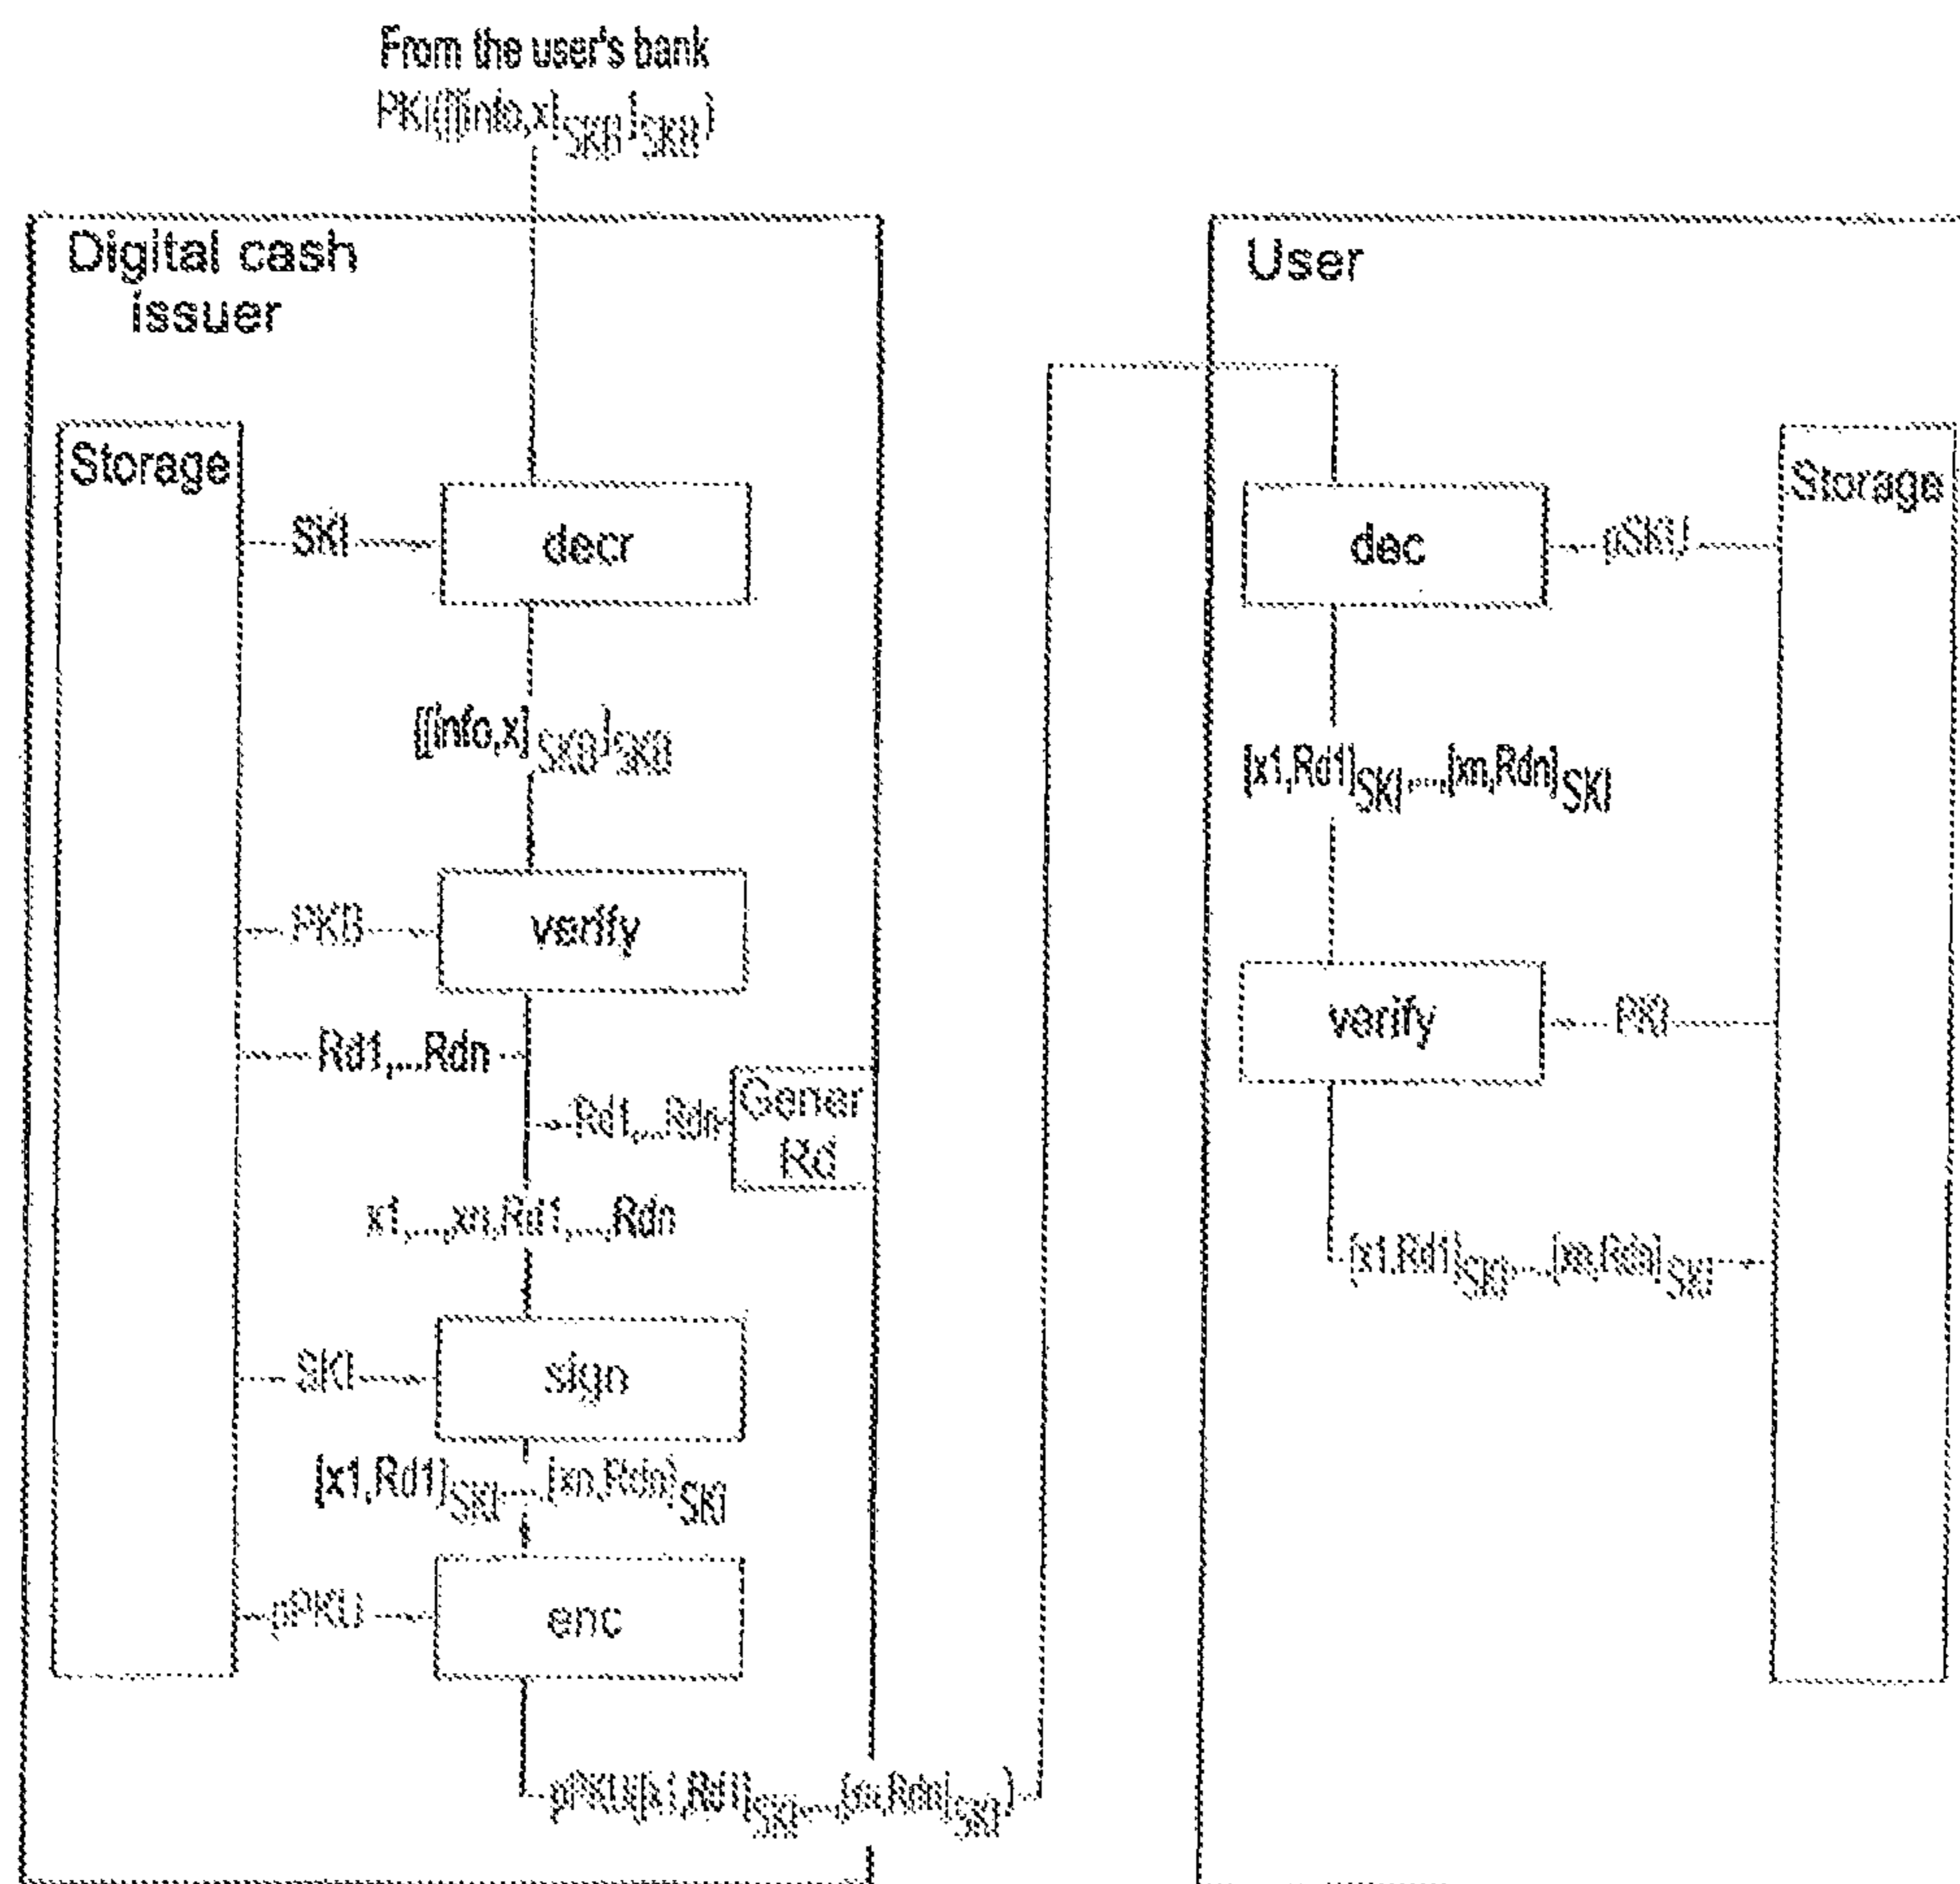 From the user's bank
PKI([[info,x]SKB]SKB)
Digital cash
issuer
Storage
SKI
decr
[[info,x]SKB]SKB
PKB
verify
Rd1,...Rdn
Rd1,...Rdn
Gener
Rd
x1,...,xn,Rd1,...,Rdn
SKI
sign
[x1,Rd1]SKI...,[xn,Rdn]SKI
pPKU
enc
pPKU([x1,Rd1]SKI...,[xn,Rdn]SKI)
User
Storage
dec
pSKU
[x1,Rd1]SKI...,[xn,Rdn]SKI
verify
PKI
[x1,Rd1]SKI...,[xn,Rdn]SKI